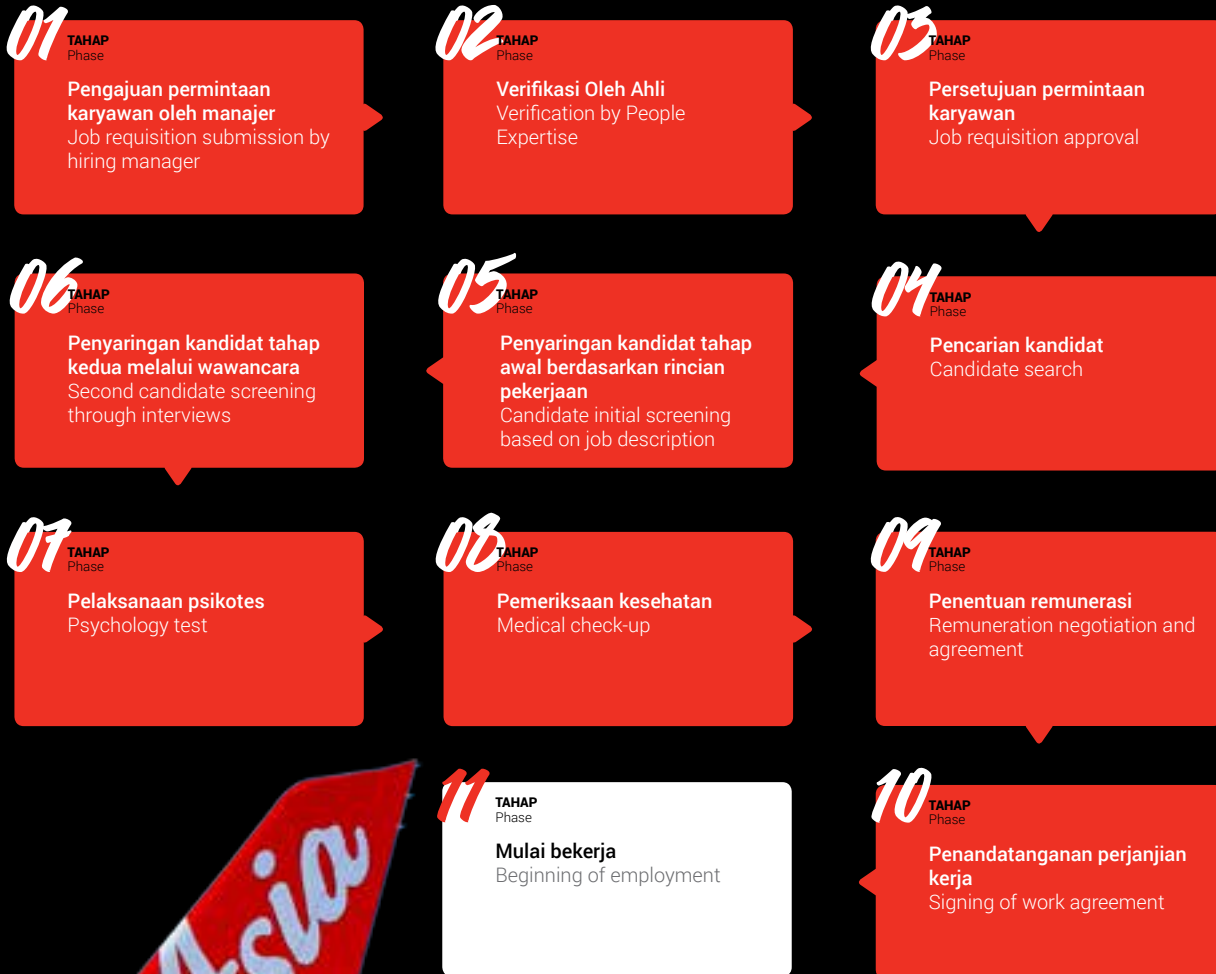 01
TAHAP
Phase
Pengajuan permintaan
karyawan oleh manajer
Job requisition submission by
hiring manager
02
TAHAP
Phase
Verifikasi Oleh Ahli
Verification by People
Expertise
03
TAHAP
Phase
Persetujuan permintaan
karyawan
Job requisition approval
04
TAHAP
Phase
Pencarian kandidat
Candidate search
05
TAHAP
Phase
Penyaringan kandidat tahap
awal berdasarkan rincian
pekerjaan
Candidate initial screening
based on job description
06
TAHAP
Phase
Penyaringan kandidat tahap
kedua melalui wawancara
Second candidate screening
through interviews
07
TAHAP
Phase
Pelaksanaan psikotes
Psychology test
08
TAHAP
Phase
Pemeriksaan kesehatan
Medical check-up
09
TAHAP
Phase
Penentuan remunerasi
Remuneration negotiation and
agreement
10
TAHAP
Phase
Penandatanganan perjanjian
kerja
Signing of work agreement
11
TAHAP
Phase
Mulai bekerja
Beginning of employment
Asia